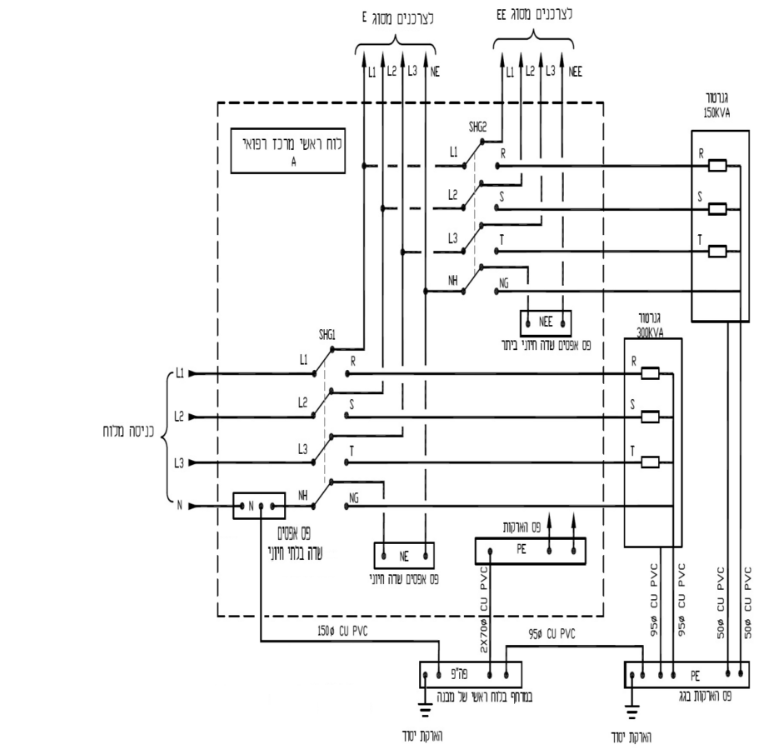 לצרכנים מסוג E
לצרכנים מסוג EE
L1 L2 L3 NE
L1 L2 L3 NEE
גנרטור
150KVA
לוח ראשי מרכז רפואי
A
SHG2
L1 R R
L2 S S
L3 T T
NH NG
NEE
פס אפסים שדה חיוני ביתר
גנרטור
300KVA
SHG1
L1 L1 R R
L2 L2 S S
L3 L3 T T
N N NH NG
כניסה מלוח
פס אפסים
שדה בלתי חיוני
NE
פס אפסים שדה חיוני
פס הארקות
PE
2X70ø CU PVC
95ø CU PVC
95ø CU PVC
50ø CU PVC
50ø CU PVC
150ø CU PVC
95ø CU PVC
פה"פ
במדחף בלוח ראשי של מבנה
הארקת יסוד
PE
פס הארקות בגג
הארקת יסוד